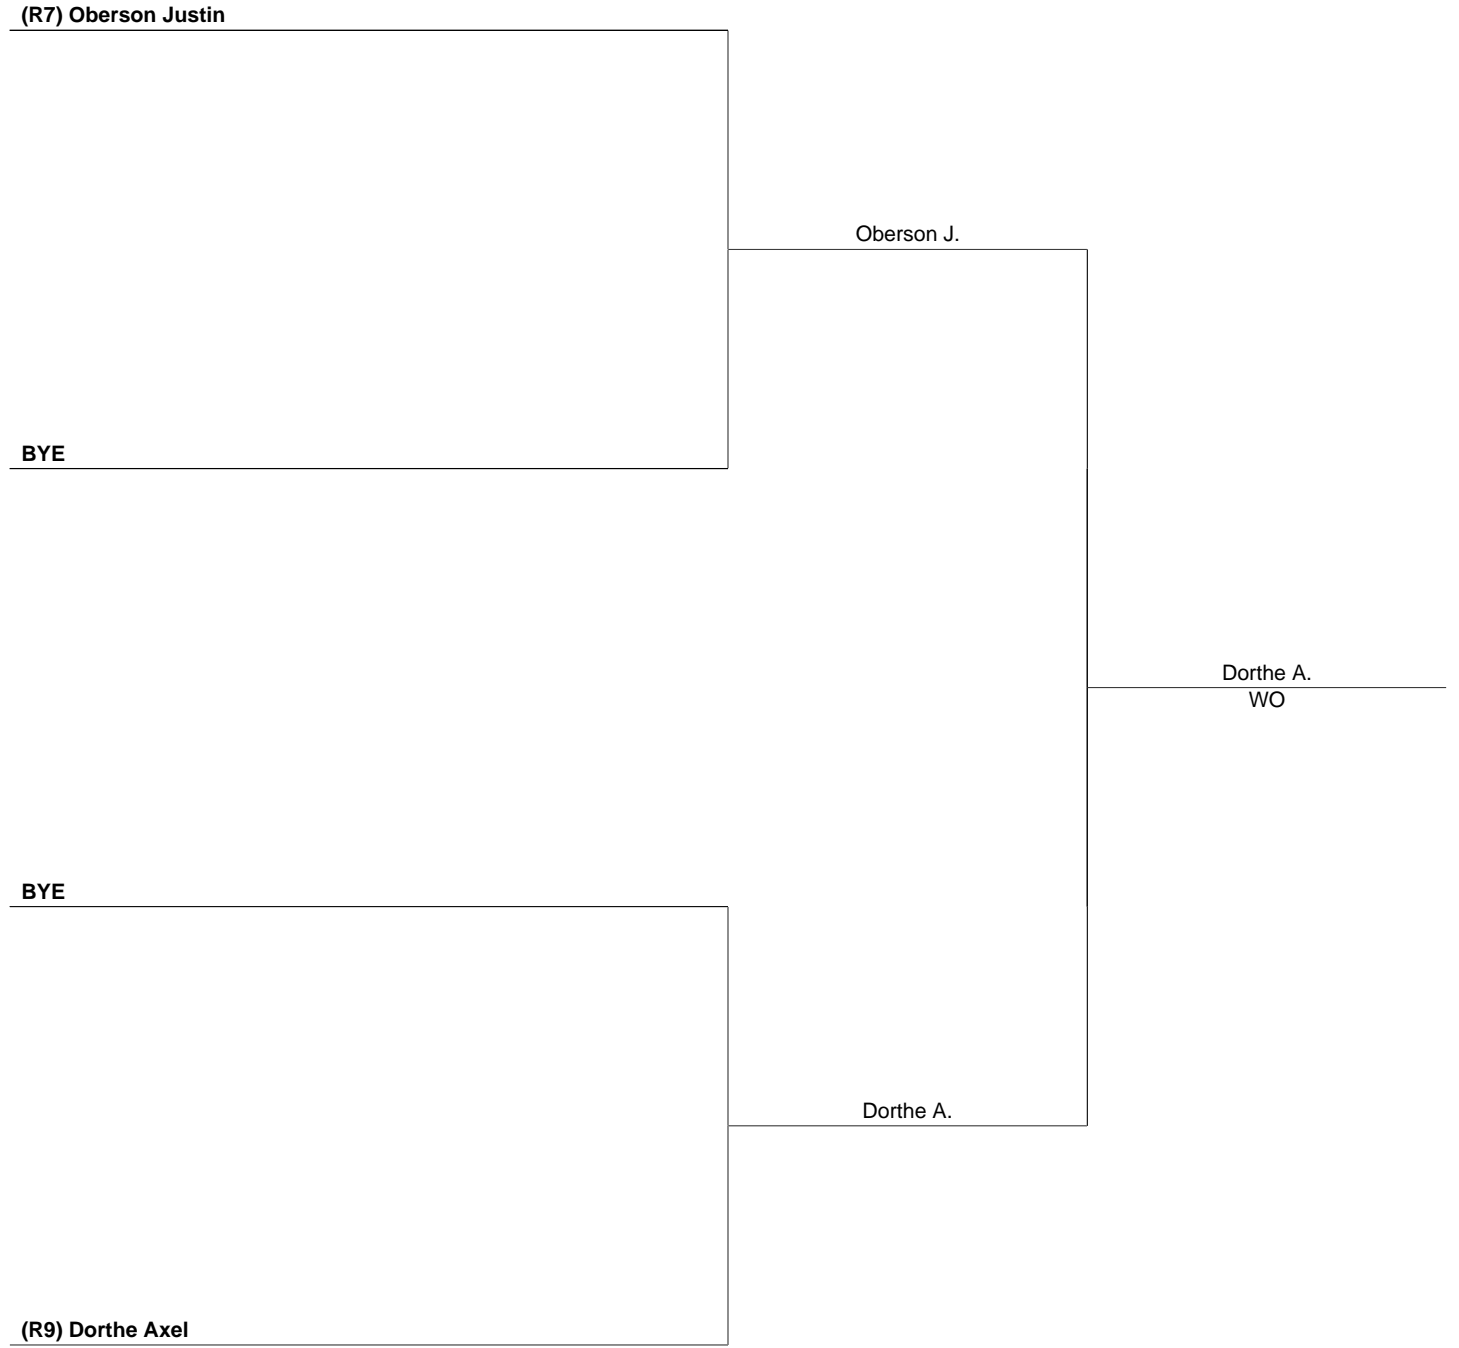 (R7) Oberson Justin
Oberson J.
BYE
Dorthe A.
WO
BYE
Dorthe A.
(R9) Dorthe Axel